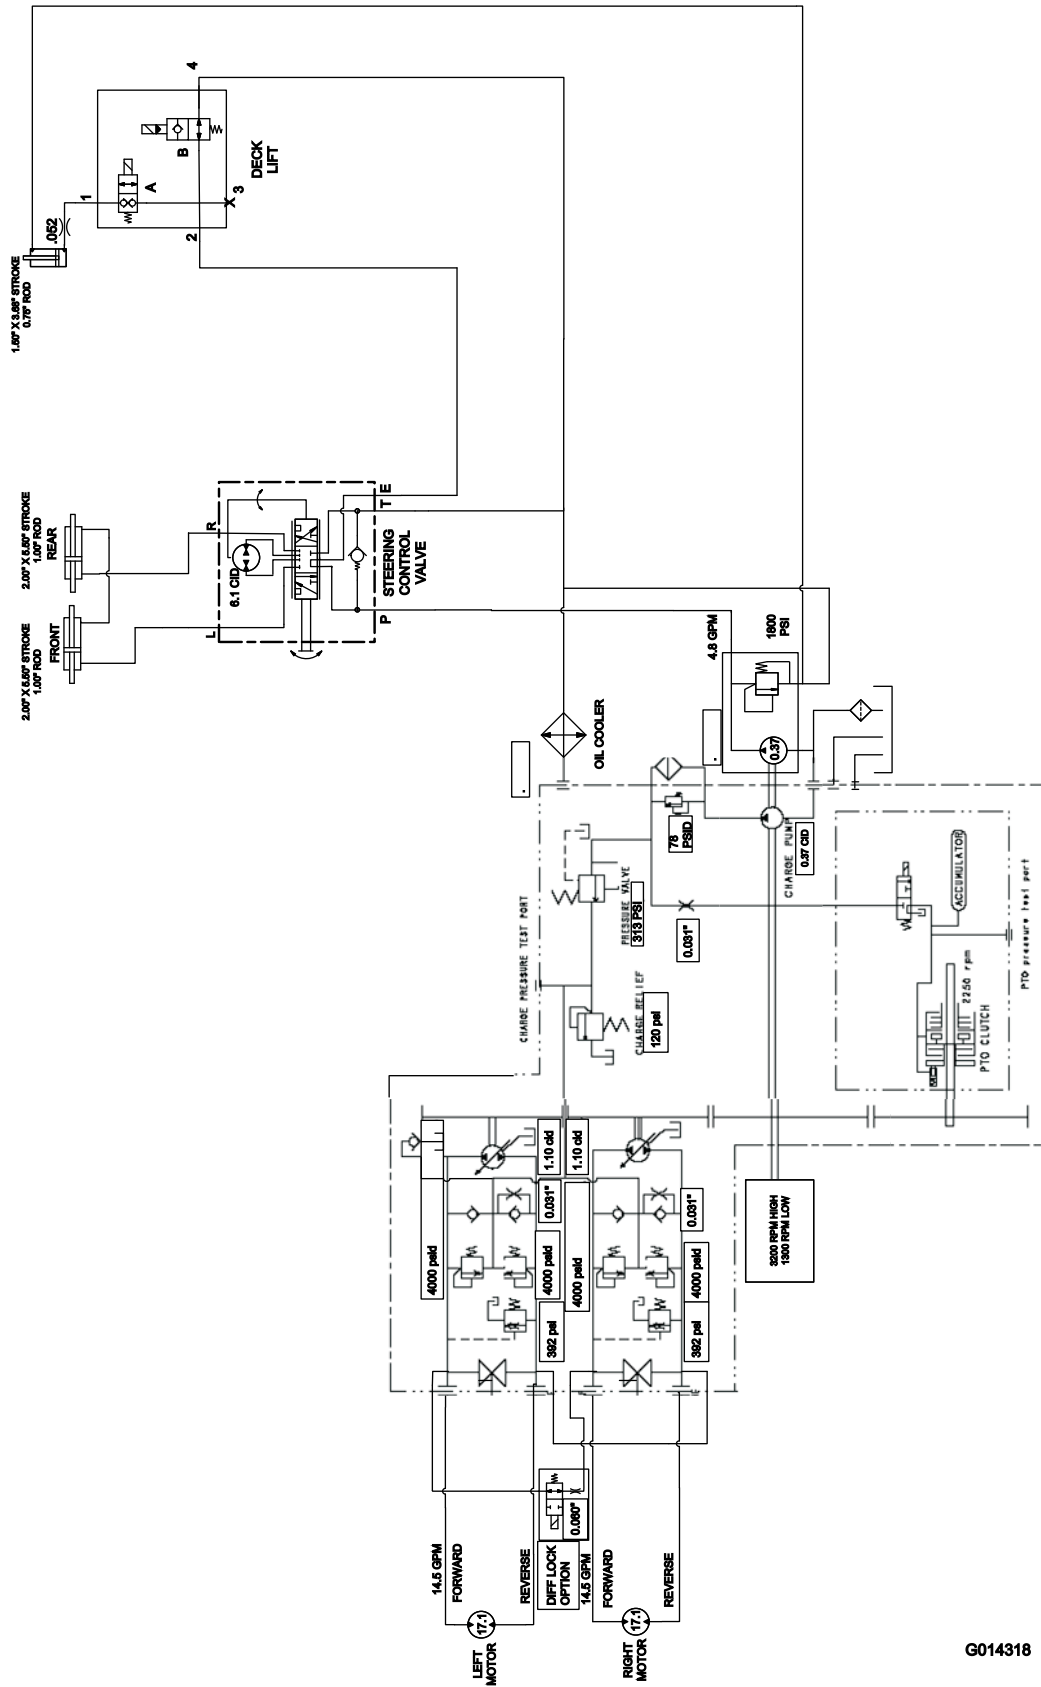 1.50" X 3.88" STROKE
0.75" ROD
.052
1
2
3
4
A
B
DECK
LIFT
2.00" X 5.50" STROKE
1.00" ROD
REAR
2.00" X 5.50" STROKE
1.00" ROD
FRONT
6.1 CID
L
R
P
T
E
STEERING
CONTROL
VALVE
4.8 GPM
1800
PSI
0.37
OIL COOLER
78
PSID
CHARGE PUMP
0.37 CID
CHARGE PRESSURE TEST PORT
PRESSURE VALVE
313 PSI
0.031"
CHARGE RELIEF
120 psi
ACCUMULATOR
2250 rpm
PTO CLUTCH
PTO pressure test port
1.10 cid
1.10 cid
0.031"
0.031"
4000 psid
4000 psid
4000 psid
4000 psid
392 psi
392 psi
3200 RPM HIGH
1300 RPM LOW
14.5 GPM
FORWARD
REVERSE
DIFF LOCK
OPTION
0.060"
14.5 GPM
FORWARD
REVERSE
17.1
LEFT
MOTOR
17.1
RIGHT
MOTOR
G014318